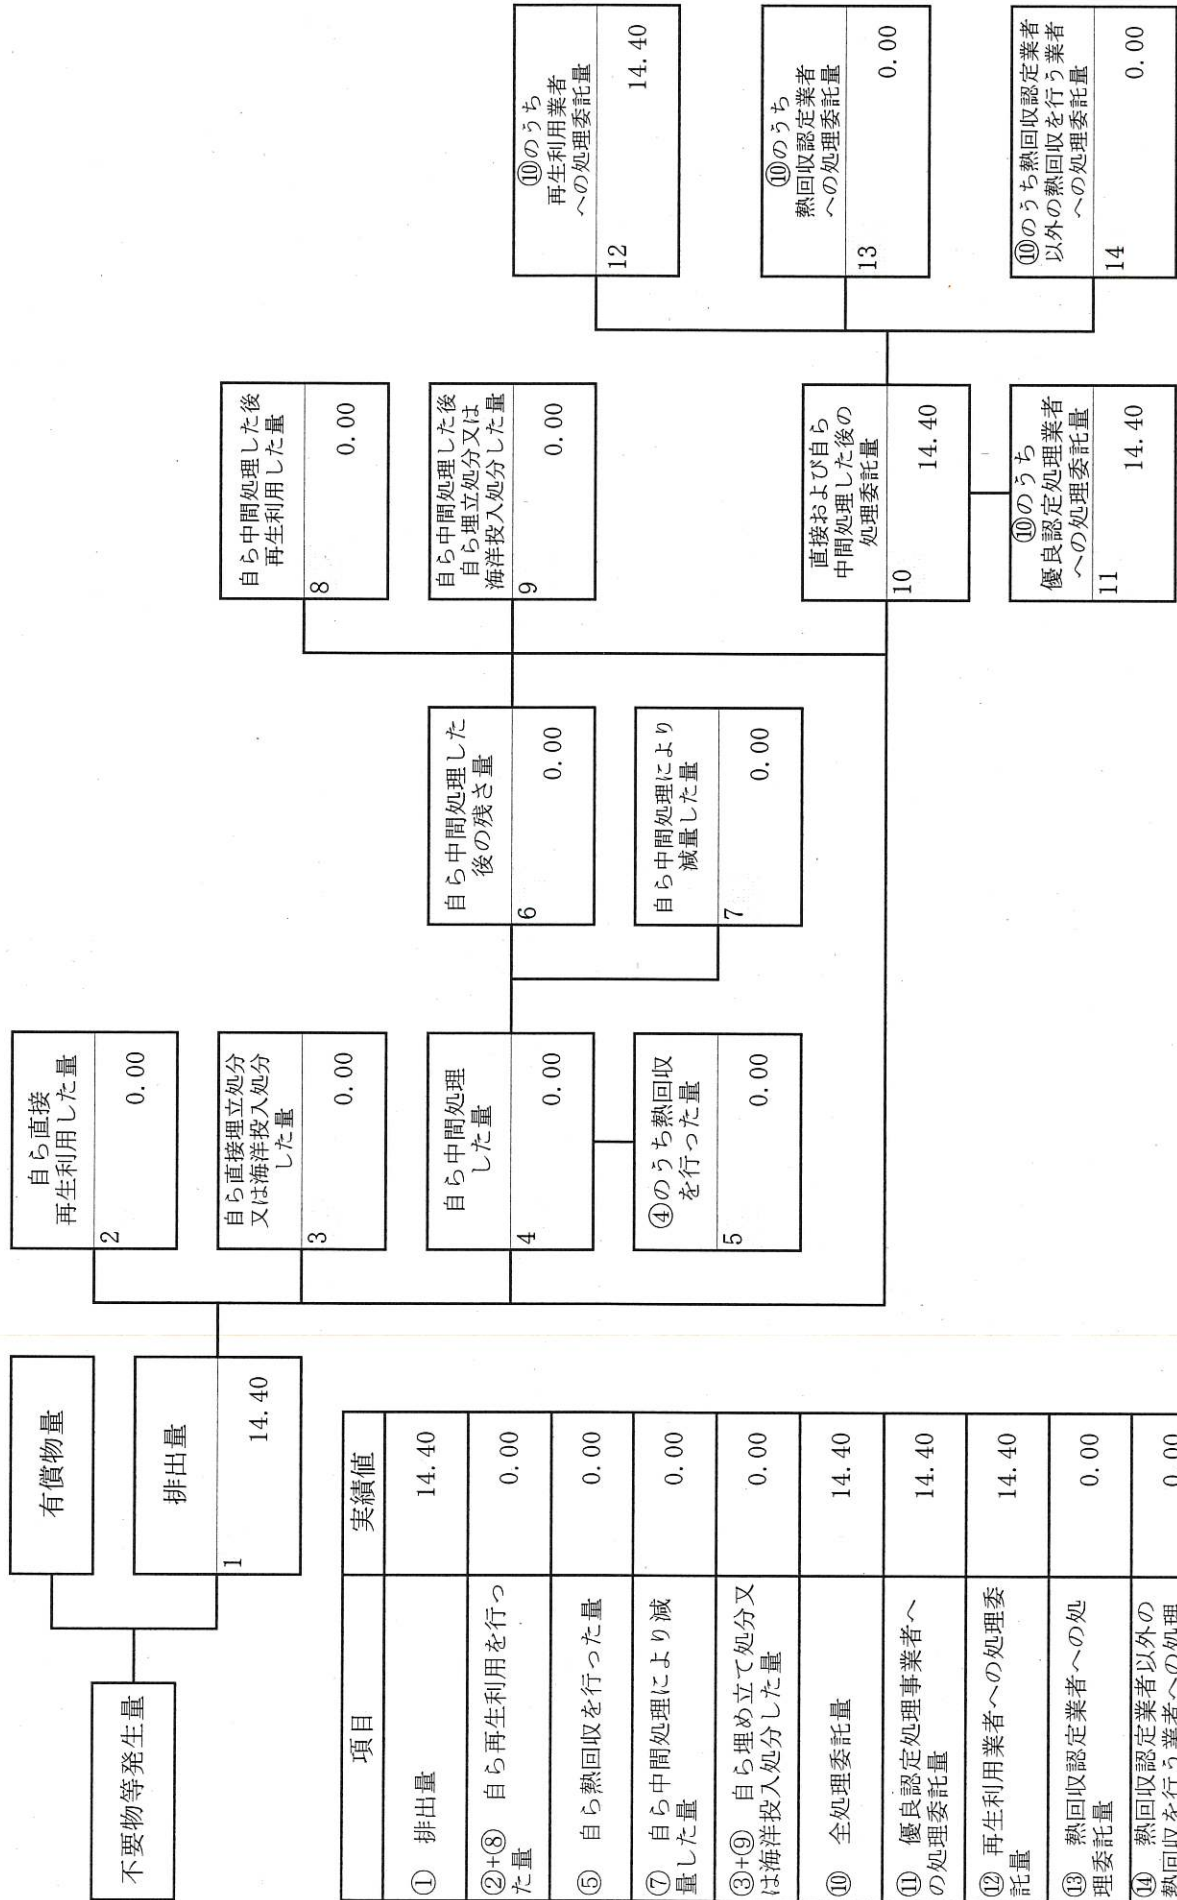 不要物等発生量
有償物量
排出量
1
14.40
自ら直接
再生利用した量
2
0.00
自ら直接埋立処分
又は海洋投入処分
した量
3
0.00
自ら中間処理
した量
4
0.00
④のうち熱回収
を行った量
5
0.00
自ら中間処理した
後の残さ量
6
0.00
自ら中間処理により
減量した量
7
0.00
自ら中間処理した後
再生利用した量
8
0.00
自ら中間処理した後
自ら埋立処分又は
海洋投入処分した量
9
0.00
直接および自ら
中間処理した後の
処理委託量
10
14.40
⑩のうち
優良認定処理業者
への処理委託量
11
14.40
⑩のうち
再生利用業者
への処理委託量
12
14.40
⑩のうち
熱回収認定業者
への処理委託量
13
0.00
⑩のうち熱回収認定業者
以外の熱回収を行う業者
への処理委託量
14
0.00
項目 実績値
① 排出量 14.40
②+⑧ 自ら再生利用を行っ
た量
0.00
⑤ 自ら熱回収を行った量 0.00
⑦ 自ら中間処理により減
量した量
0.00
③+⑨ 自ら埋め立て処分又
は海洋投入処分した量
0.00
⑩ 全処理委託量 14.40
⑪ 優良認定処理事業者へ
の処理委託量
14.40
⑫ 再生利用業者への処理委
託量
14.40
⑬ 熱回収認定業者への処
理委託量
0.00
⑭ 熱回収認定業者以外の
熱回収を行う業者への処理
0.00